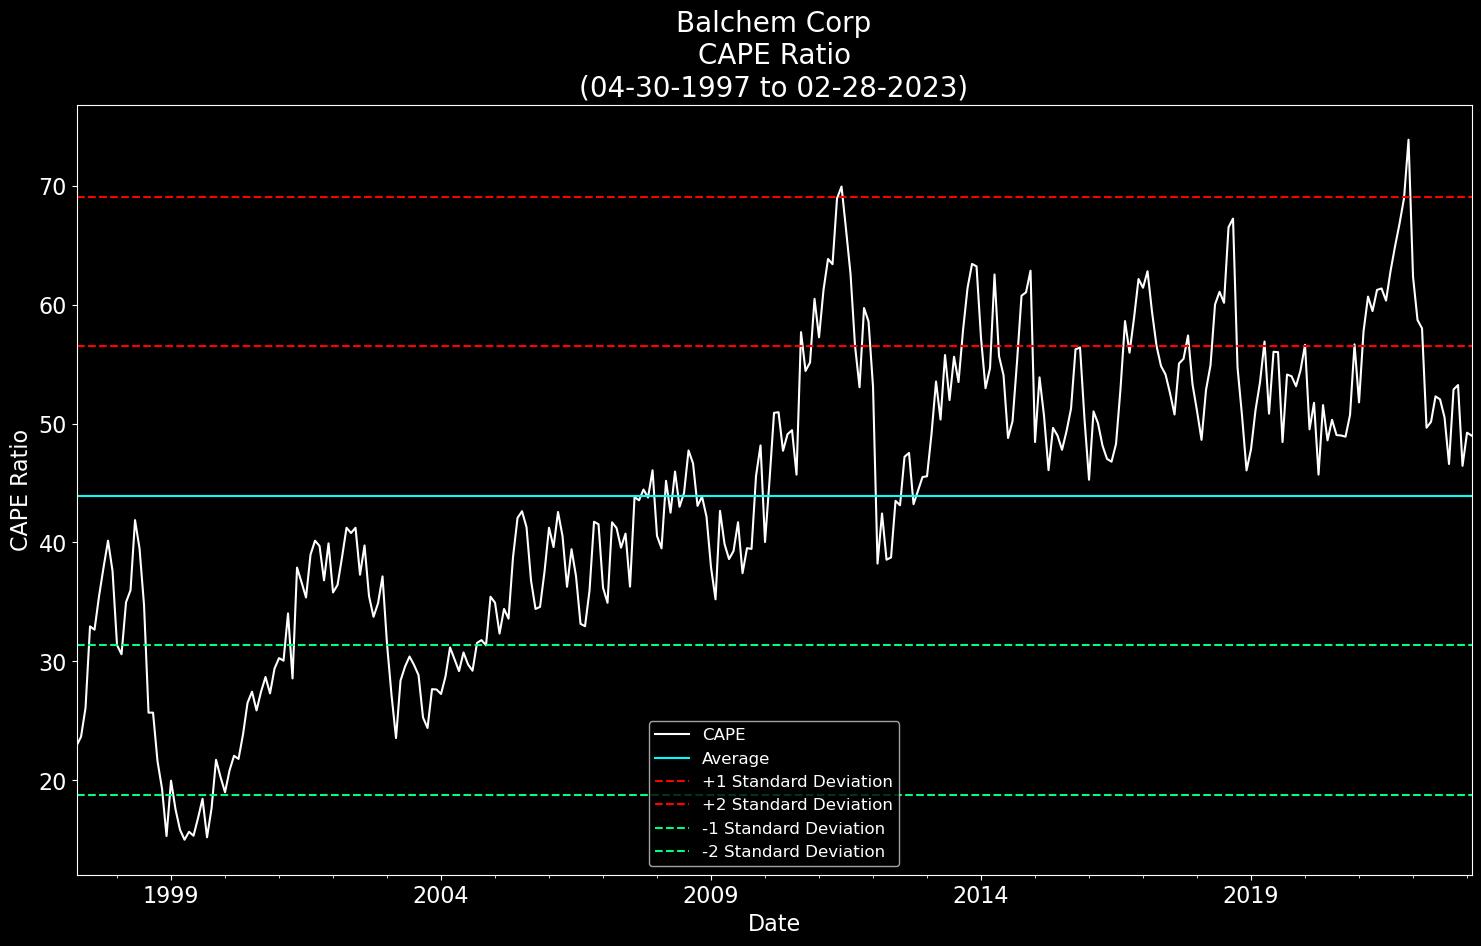 Balchem Corp
CAPE Ratio
(04-30-1997 to 02-28-2023)
70
60
50
40
30
20
CAPE Ratio
CAPE
Average
+1 Standard Deviation
+2 Standard Deviation
-1 Standard Deviation
-2 Standard Deviation
1999
2004
2009
2014
2019
Date